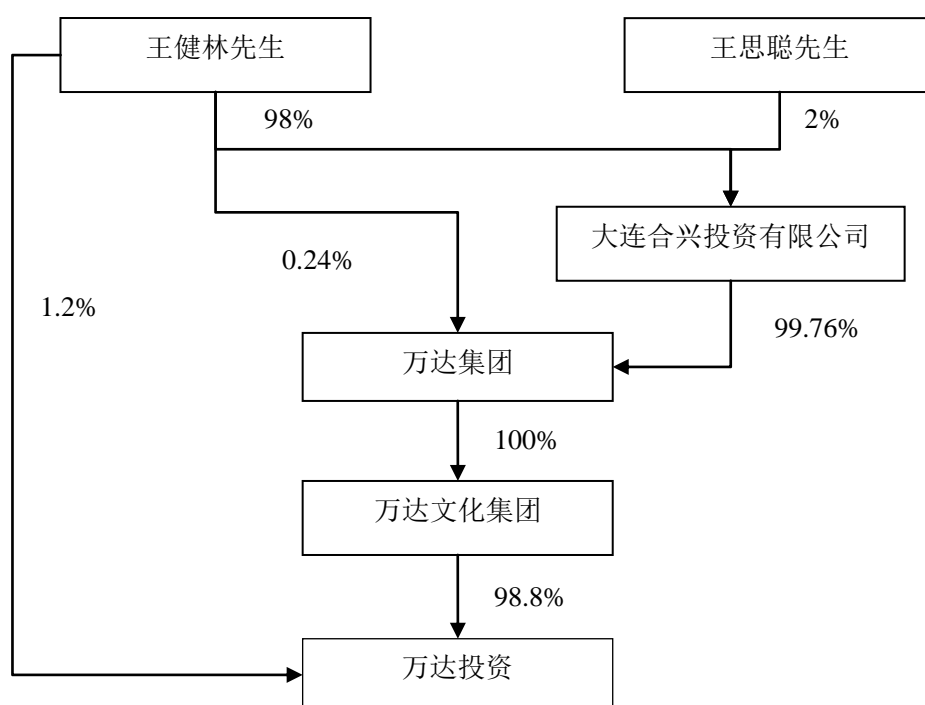 王健林先生
王思聪先生
98%
2%
大连合兴投资有限公司
0.24%
1.2%
99.76%
万达集团
100%
万达文化集团
98.8%
万达投资